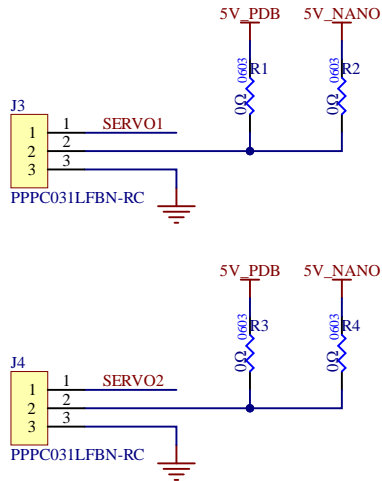 5V_PDB 5V_NANO
0603 R1 0603 R2
0Ω 0Ω
J3
1 1 SERVO1
2 2
3 3
PPPC031LFBN-RC
5V_PDB 5V_NANO
0603 R3 0603 R4
0Ω 0Ω
J4
1 1 SERVO2
2 2
3 3
PPPC031LFBN-RC